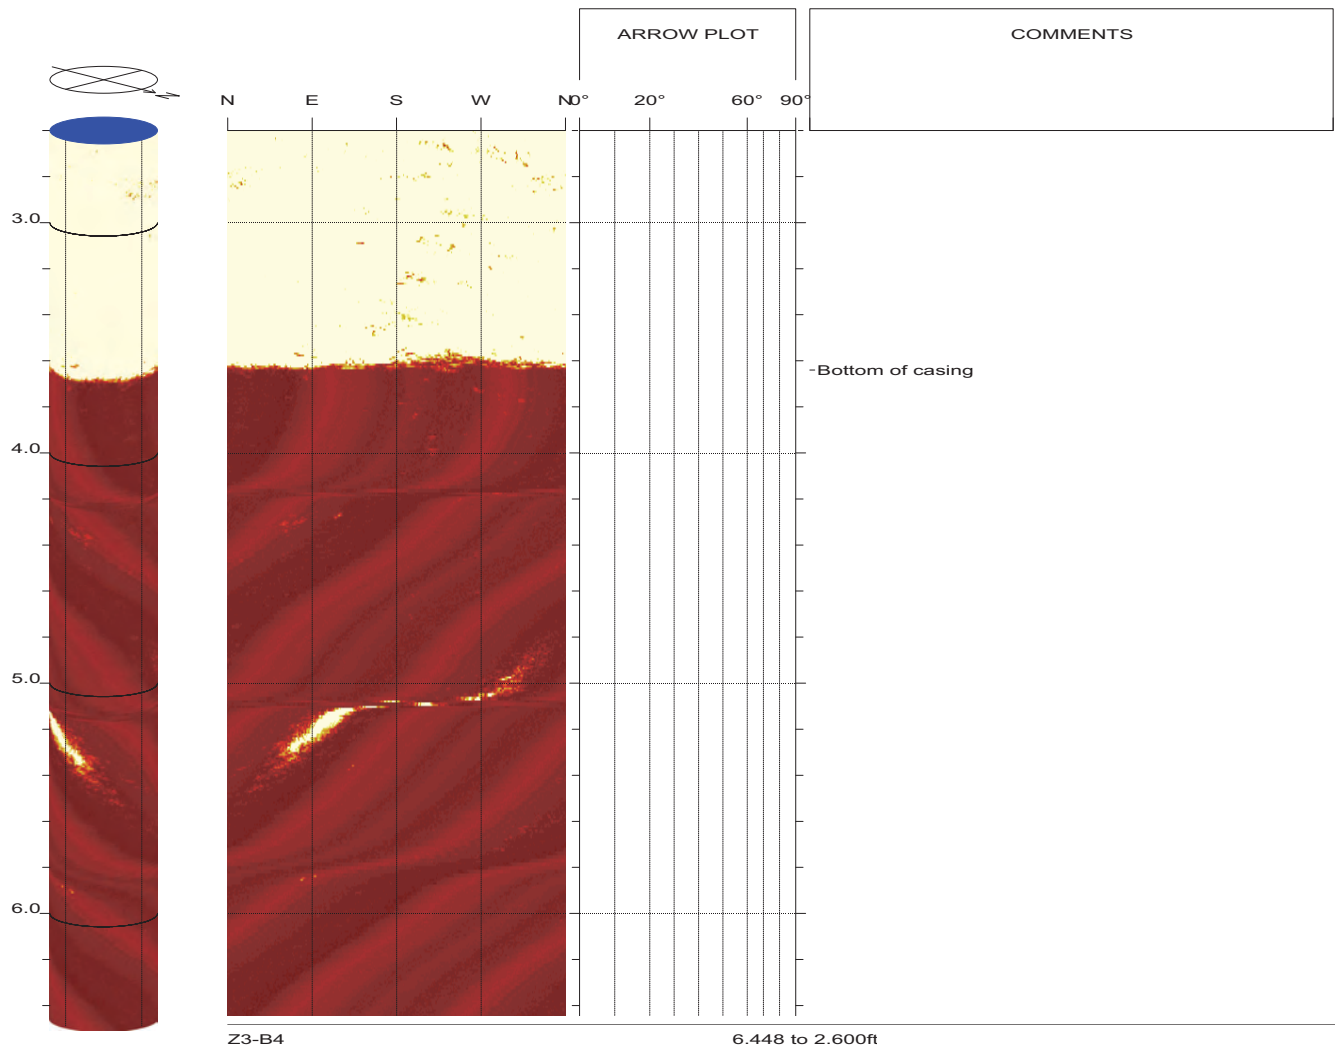 ARROW PLOT
COMMENTS
N E S W N 0° 20° 60° 90°
3.0
Bottom of casing
4.0
5.0
6.0
Z3-B4 6.448 to 2.600ft